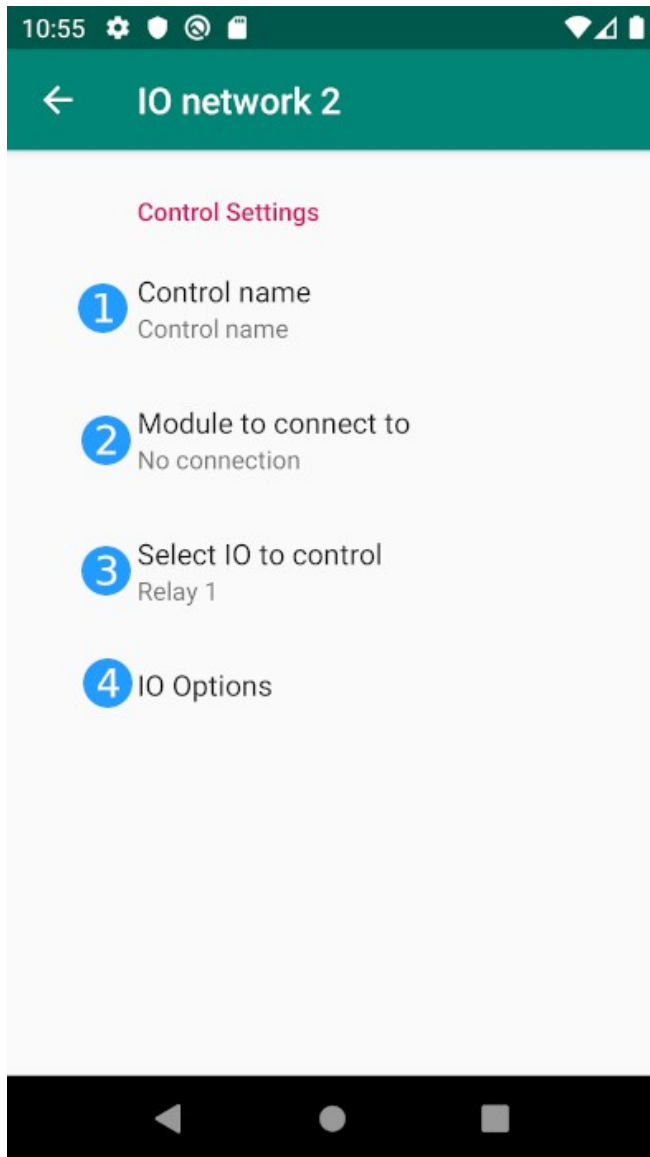 10:55
IO network 2
Control Settings
1 Control name
Control name
2 Module to connect to
No connection
3 Select IO to control
Relay 1
4 IO Options